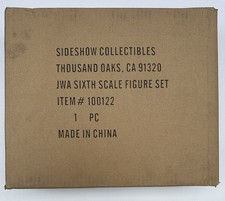 SIDESHOW COLLECTIBLES
THOUSAND OAKS, CA 91320
JWA SIXTH SCALE FIGURE SET
ITEM # 100122
1 PC
MADE IN CHINA